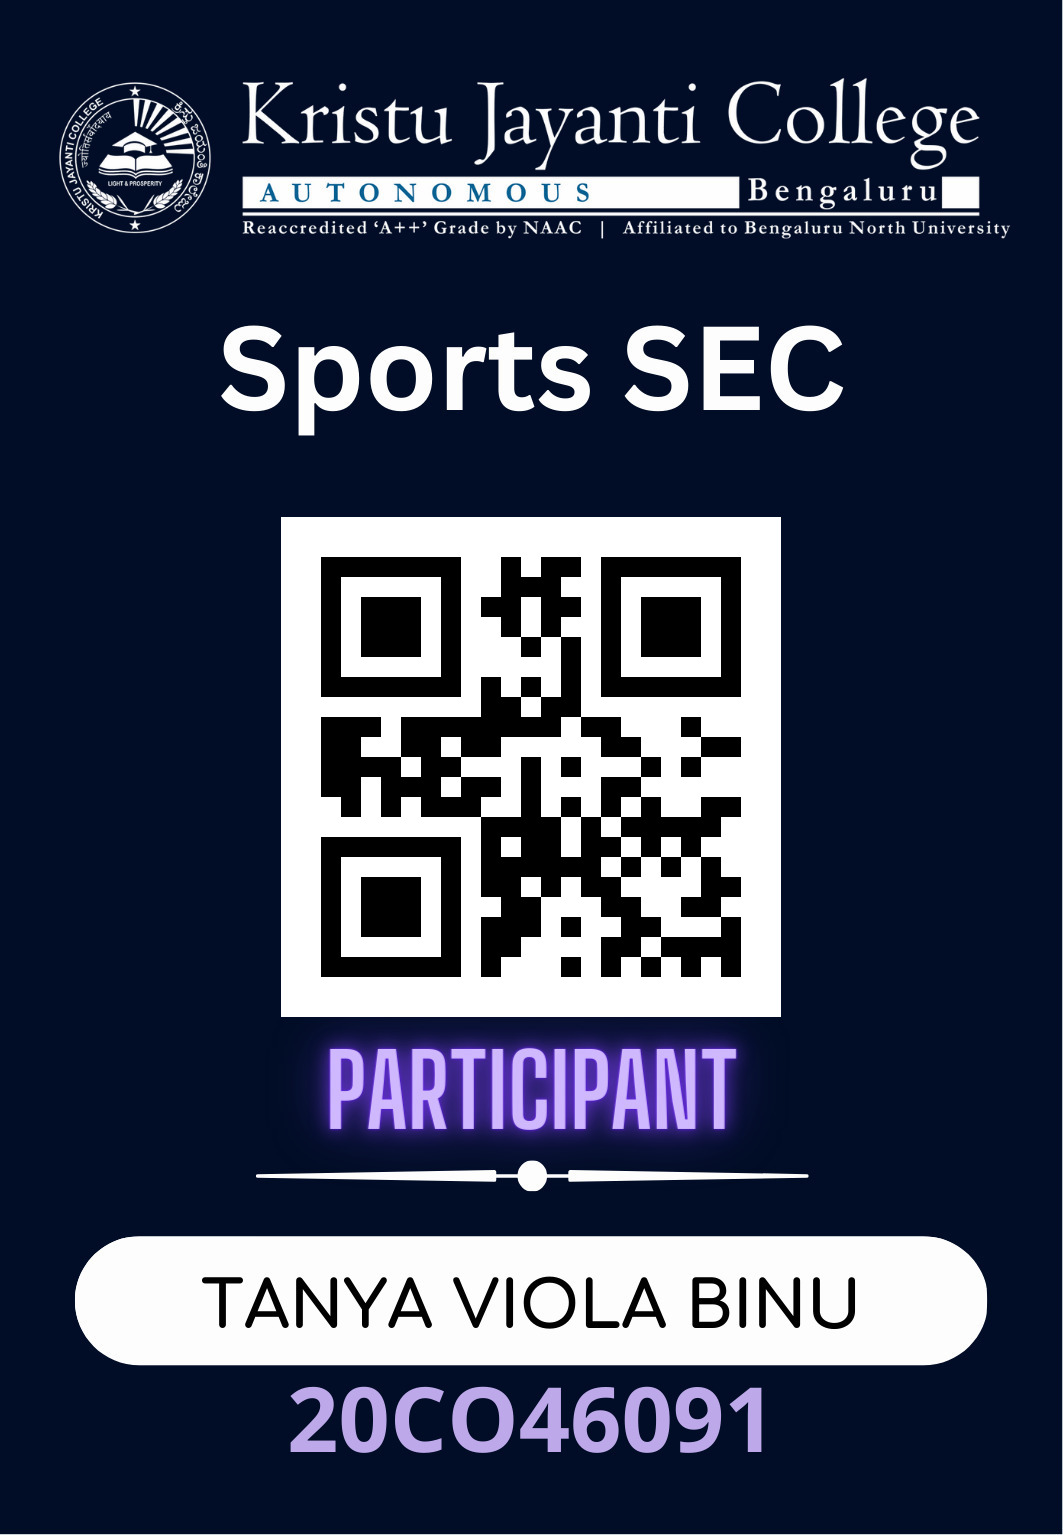 Kristu Jayanti College
AUTONOMOUS Bengaluru
Reaccredited ‘A++’ Grade by NAAC | Affiliated to Bengaluru North University
KRISTU JAYANTI COLLEGE
LIGHT & PROSPERITY
Sports SEC
PARTICIPANT
TANYA VIOLA BINU
20CO46091